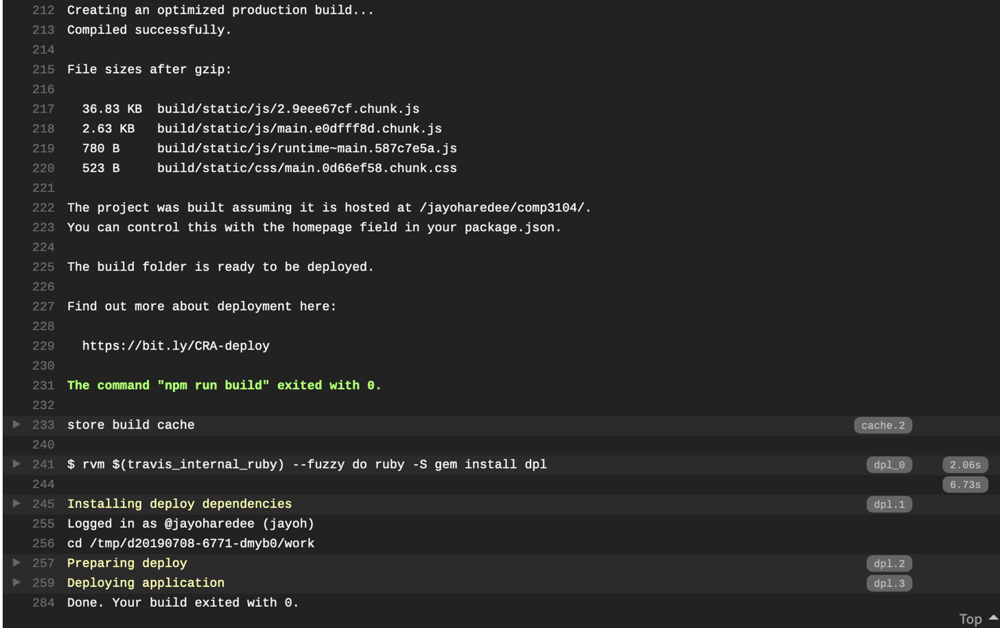 212 Creating an optimized production build...
213 Compiled successfully.
214
215 File sizes after gzip:
216
217 36.83 KB build/static/js/2.9eee67cf.chunk.js
218 2.63 KB build/static/js/main.e0dfff8d.chunk.js
219 780 B build/static/js/runtime~main.587c7e5a.js
220 523 B build/static/css/main.0d66ef58.chunk.css
221
222 The project was built assuming it is hosted at /jayoharedee/comp3104/.
223 You can control this with the homepage field in your package.json.
224
225 The build folder is ready to be deployed.
226
227 Find out more about deployment here:
228
229 https://bit.ly/CRA-deploy
230
231 The command "npm run build" exited with 0.
232
233 store build cache cache.2
240
241 $ rvm $(travis_internal_ruby) --fuzzy do ruby -S gem install dpl dpl_0 2.06s
244 6.73s
245 Installing deploy dependencies dpl.1
255 Logged in as @jayoharedee (jayoh)
256 cd /tmp/d20190708-6771-dmyb0/work
257 Preparing deploy dpl.2
259 Deploying application dpl.3
284 Done. Your build exited with 0.
Top